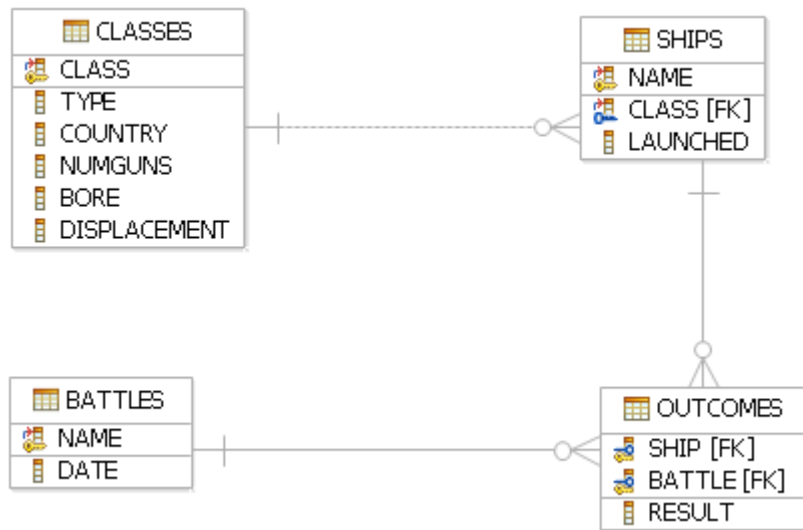 CLASSES
CLASS
TYPE
COUNTRY
NUMGUNS
BORE
DISPLACEMENT
SHIPS
NAME
CLASS [FK]
LAUNCHED
BATTLES
NAME
DATE
OUTCOMES
SHIP [FK]
BATTLE [FK]
RESULT